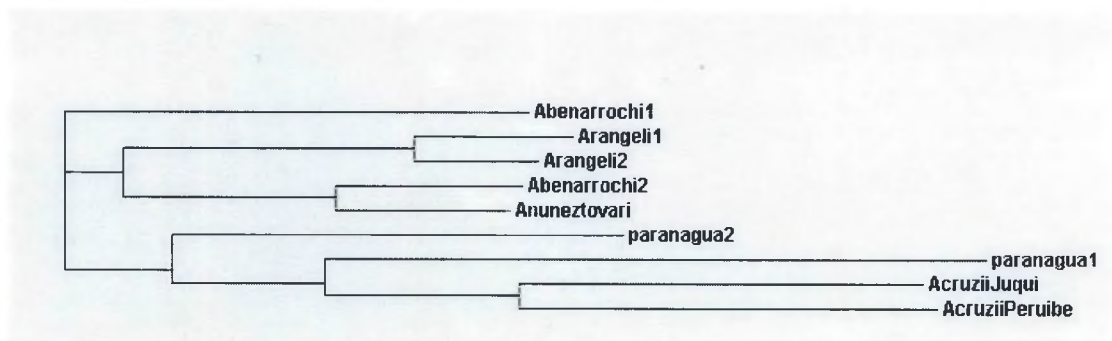 Abenarrochi1
Arangeli1
Arangeli2
Abenarrochi2
Anuneztovari
paranagua2
paranagua1
AcruziiJuqui
AcruziiPeruibe